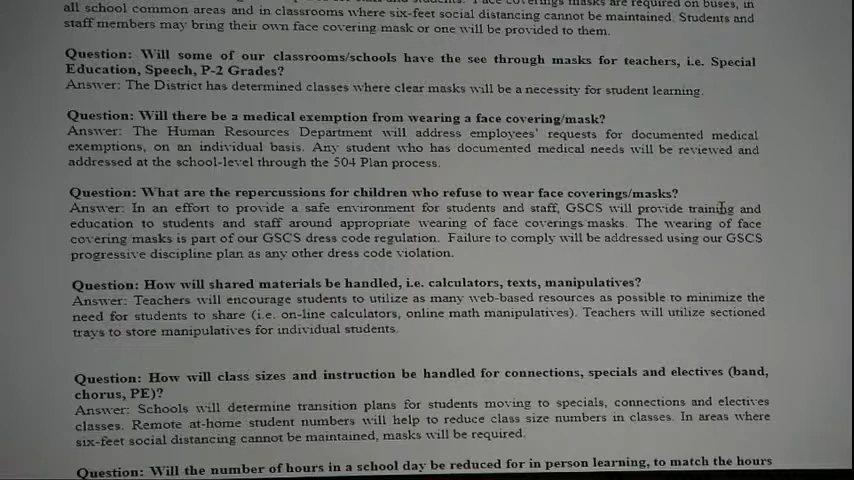 all school common areas and in classrooms where six-feet social distancing cannot be maintained. Students and
staff members may bring their own face covering mask or one will be provided to them.
Question: Will some of our classrooms/schools have the see through masks for teachers, i.e. Special
Education, Speech, P-2 Grades?
Answer: The District has determined classes where clear masks will be a necessity for student learning.
Question: Will there be a medical exemption from wearing a face covering/mask?
Answer: The Human Resources Department will address employees' requests for documented medical
exemptions, on an individual basis. Any student who has documented medical needs will be reviewed and
addressed at the school-level through the 504 Plan process.
Question: What are the repercussions for children who refuse to wear face coverings/masks?
Answer: In an effort to provide a safe environment for students and staff, GSCS will provide training and
education to students and staff around appropriate wearing of face coverings/masks. The wearing of face
covering masks is part of our GSCS dress code regulation. Failure to comply will be addressed using our GSCS
progressive discipline plan as any other dress code violation.
Question: How will shared materials be handled, i.e. calculators, texts, manipulatives?
Answer: Teachers will encourage students to utilize as many web-based resources as possible to minimize the
need for students to share (i.e. on-line calculators, online math manipulatives). Teachers will utilize sectioned
trays to store manipulatives for individual students.
Question: How will class sizes and instruction be handled for connections, specials and electives (band,
chorus, PE)?
Answer: Schools will determine transition plans for students moving to specials, connections and electives
classes. Remote at-home student numbers will help to reduce class size numbers in classes. In areas where
six-feet social distancing cannot be maintained, masks will be required.
Question: Will the number of hours in a school day be reduced for in person learning, to match the hours